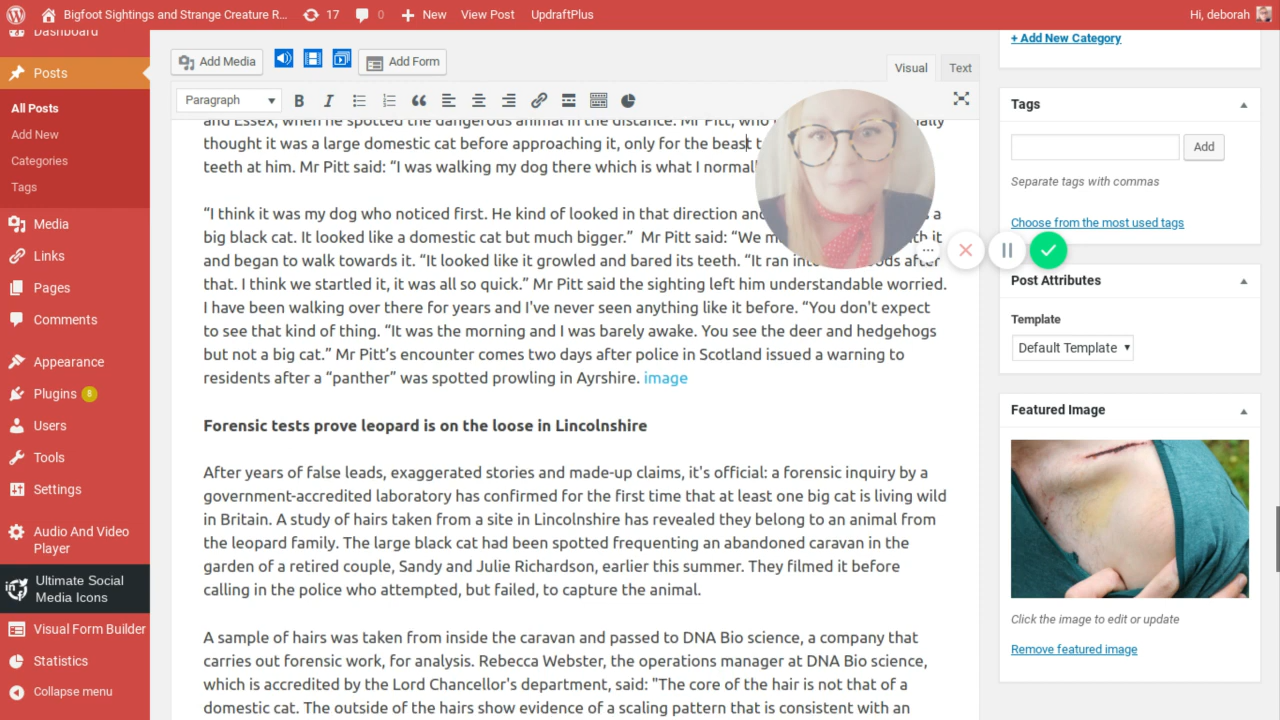 Bigfoot Sightings and Strange Creature R...
17
0
New
View Post
UpdraftPlus
Hi, deborah
Dashboard
Posts
All Posts
Add New
Categories
Tags
Media
Links
Pages
Comments
Appearance
Plugins 8
Users
Tools
Settings
Audio And Video
Player
Ultimate Social
Media Icons
Visual Form Builder
Statistics
Collapse menu
Add Media
Add Form
Visual
Text
Paragraph
and Essex, when he spotted the dangerous animal in the distance. Mr Pitt, who
thought it was a large domestic cat before approaching it, only for the beast
teeth at him. Mr Pitt said: “I was walking my dog there which is what I
“I think it was my dog who noticed first. He kind of looked in that direction and a
big black cat. It looked like a domestic cat but much bigger.” Mr Pitt said: “We it
and began to walk towards it. “It looked like it growled and bared its teeth. “It ran after
that. I think we startled it, it was all so quick.” Mr Pitt said the sighting left him understandable worried.
I have been walking over there for years and I've never seen anything like it before. “You don't expect
to see that kind of thing. “It was the morning and I was barely awake. You see the deer and hedgehogs
but not a big cat.” Mr Pitt’s encounter comes two days after police in Scotland issued a warning to
residents after a “panther” was spotted prowling in Ayrshire. image
Forensic tests prove leopard is on the loose in Lincolnshire
After years of false leads, exaggerated stories and made-up claims, it's official: a forensic inquiry by a
government-accredited laboratory has confirmed for the first time that at least one big cat is living wild
in Britain. A study of hairs taken from a site in Lincolnshire has revealed they belong to an animal from
the leopard family. The large black cat had been spotted frequenting an abandoned caravan in the
garden of a retired couple, Sandy and Julie Richardson, earlier this summer. They filmed it before
calling in the police who attempted, but failed, to capture the animal.
A sample of hairs was taken from inside the caravan and passed to DNA Bio science, a company that
carries out forensic work, for analysis. Rebecca Webster, the operations manager at DNA Bio science,
which is accredited by the Lord Chancellor's department, said: "The core of the hair is not that of a
domestic cat. The outside of the hairs show evidence of a scaling pattern that is consistent with an
+ Add New Category
Tags
Add
Separate tags with commas
Choose from the most used tags
Post Attributes
Template
Default Template
Featured Image
Click the image to edit or update
Remove featured image